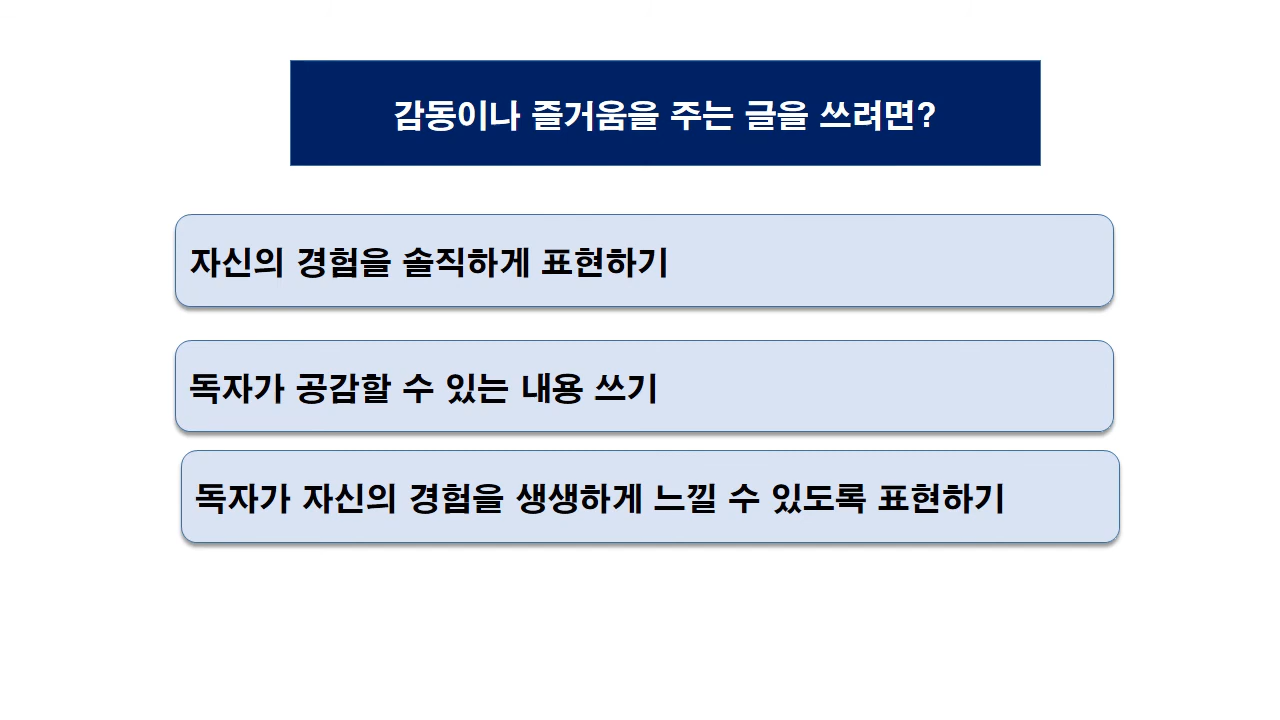 감동이나 즐거움을 주는 글을 쓰려면?
자신의 경험을 솔직하게 표현하기
독자가 공감할 수 있는 내용 쓰기
독자가 자신의 경험을 생생하게 느낄 수 있도록 표현하기